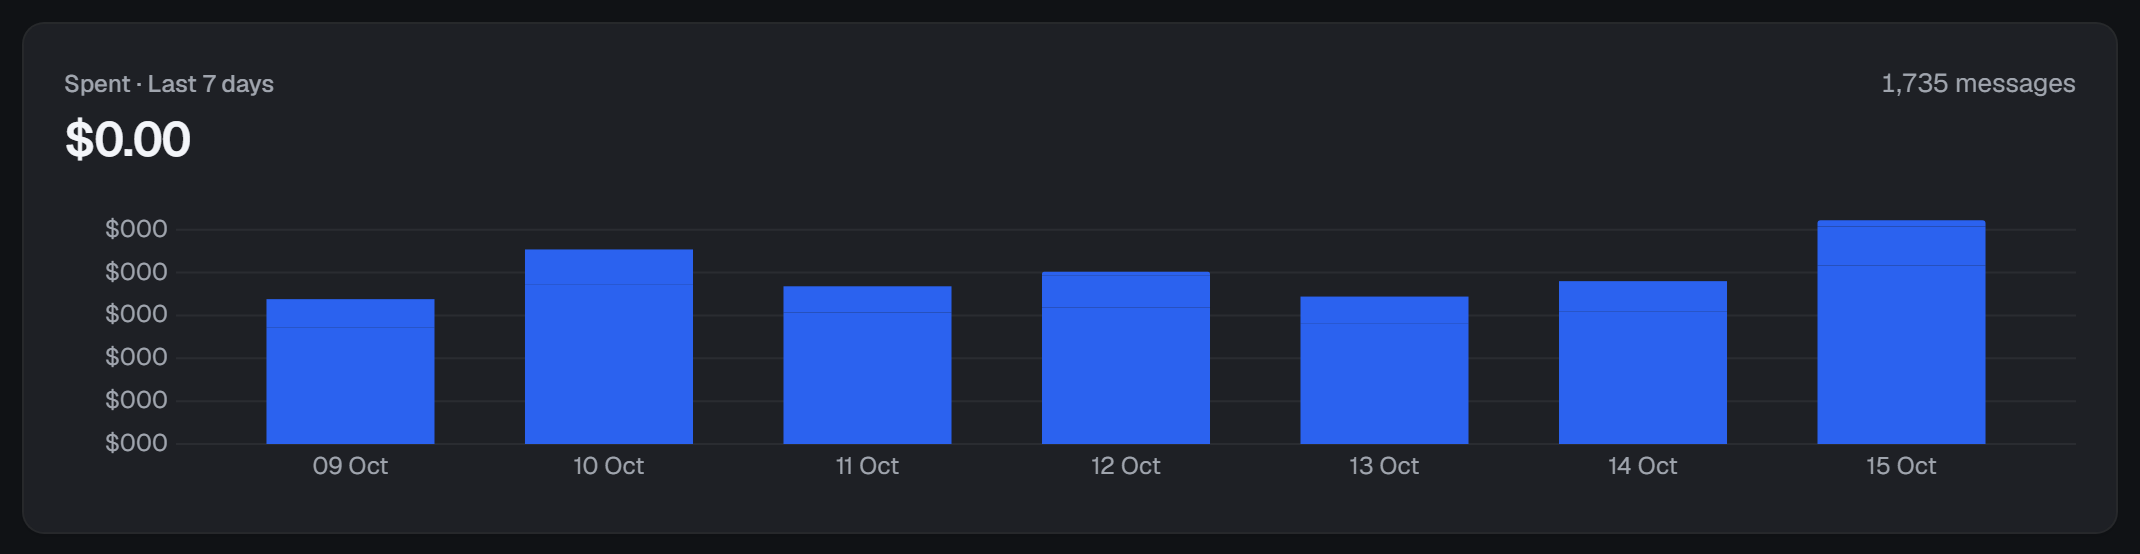 Spent · Last 7 days
1,735 messages
$0.00
$000
$000
$000
$000
$000
$000
09 Oct
10 Oct
11 Oct
12 Oct
13 Oct
14 Oct
15 Oct